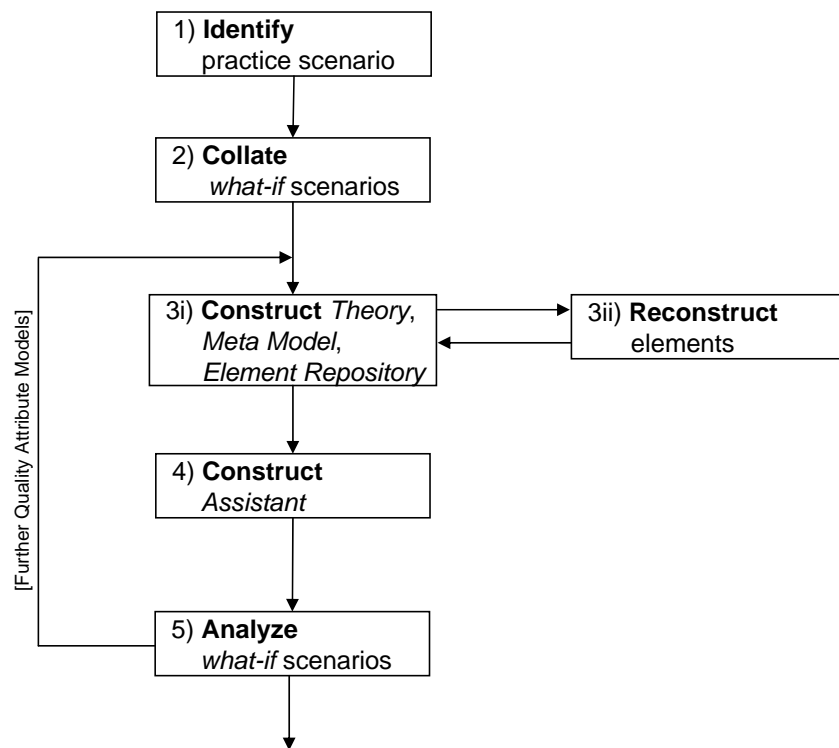 1) Identify
practice scenario
2) Collate
what-if scenarios
3i) Construct Theory,
Meta Model,
Element Repository
3ii) Reconstruct
elements
4) Construct
Assistant
[Further Quality Attribute Models]
5) Analyze
what-if scenarios